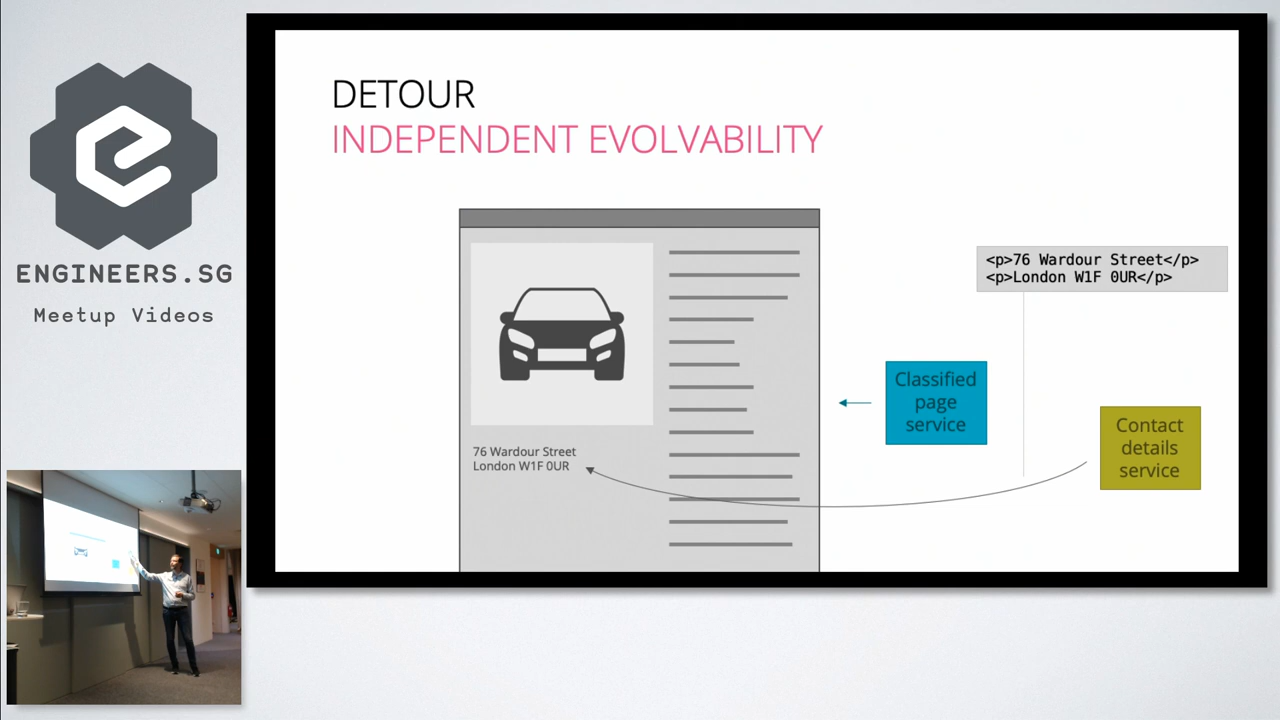 ENGINEERS.SG
Meetup Videos
DETOUR
INDEPENDENT EVOLVABILITY
<p>76 Wardour Street</p>
<p>London W1F 0UR</p>
Classified
page
service
Contact
details
service
76 Wardour Street
London W1F 0UR